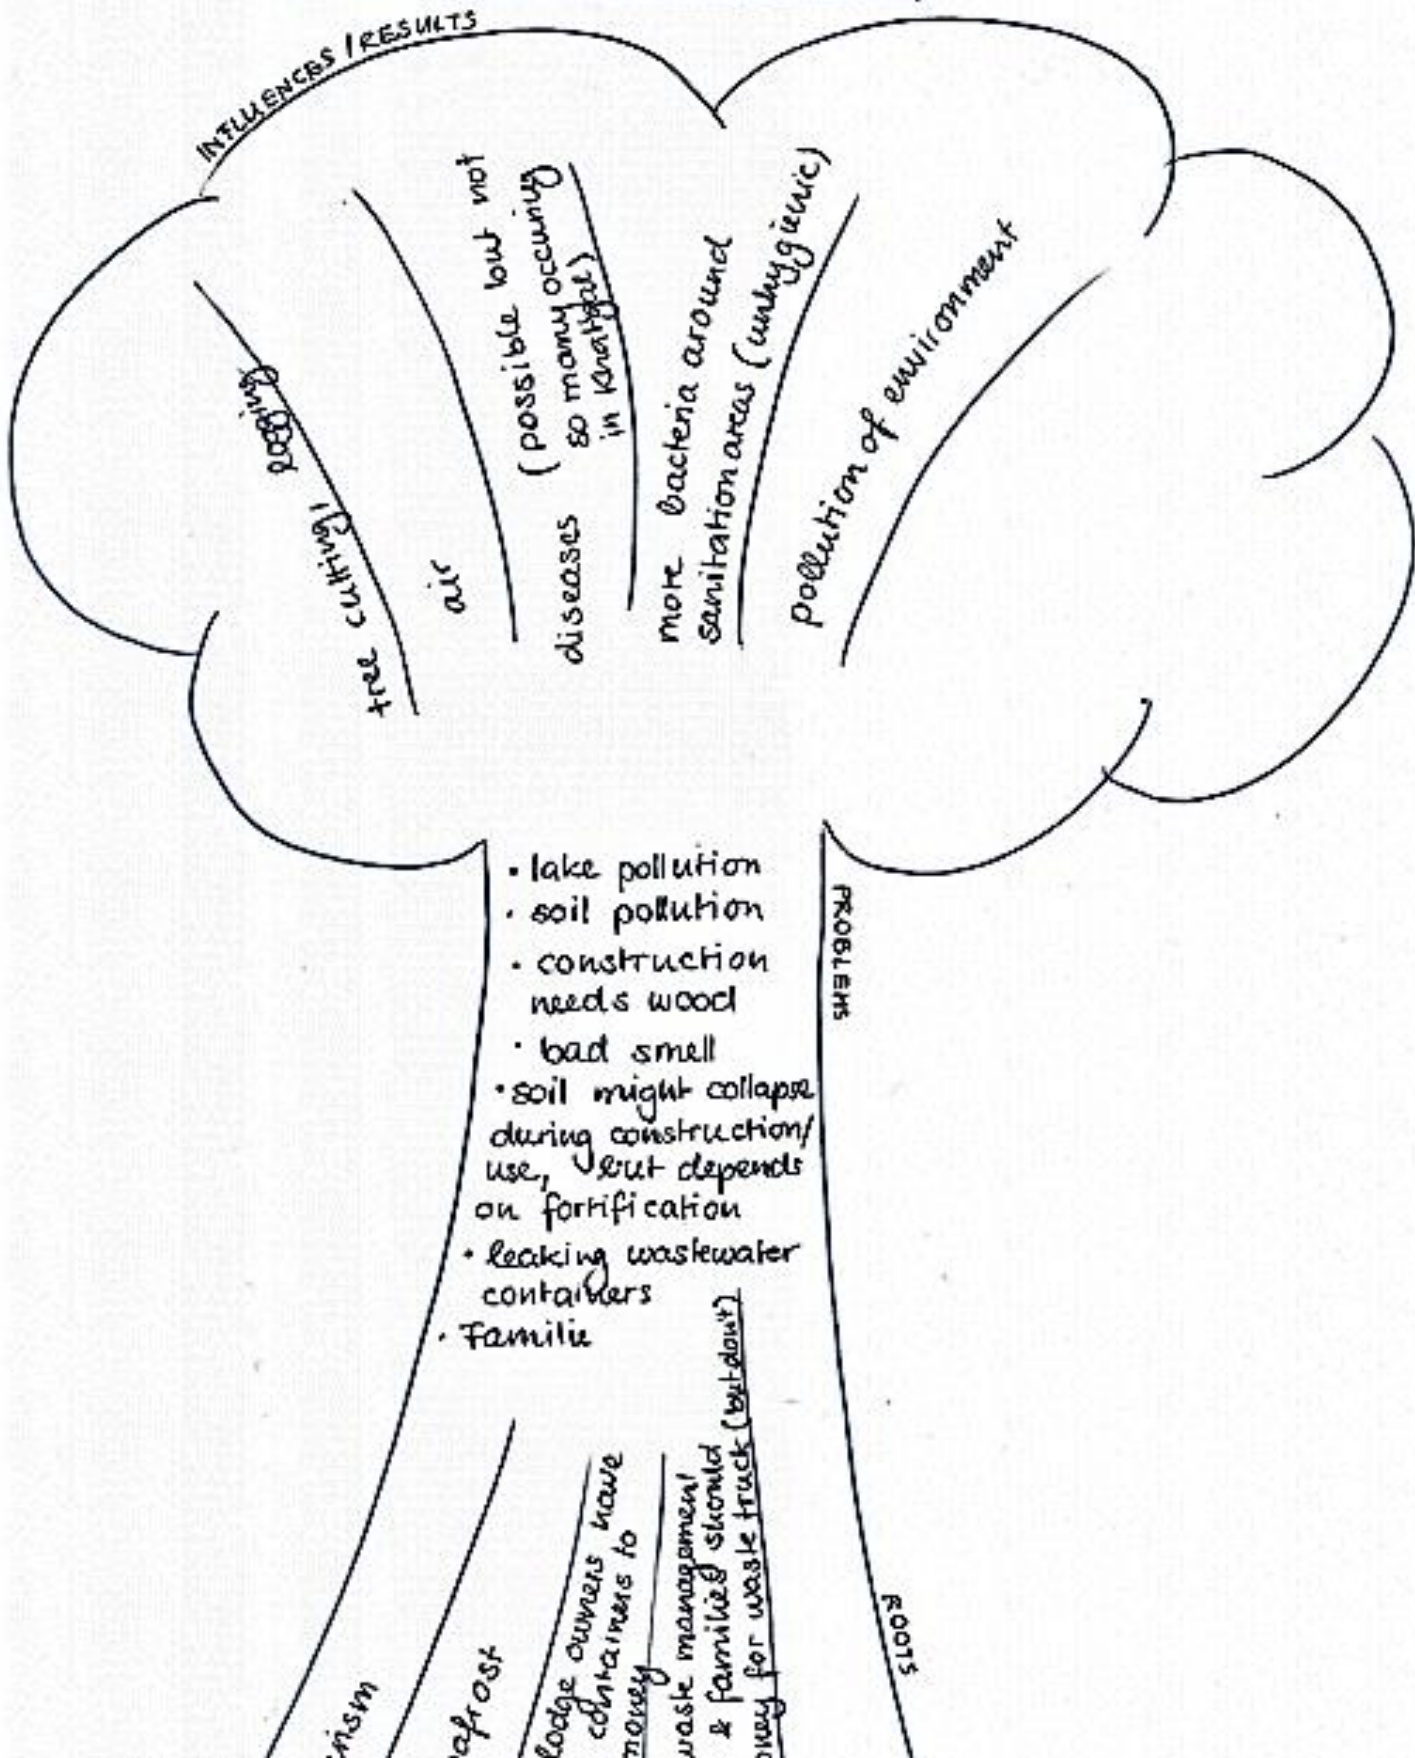 INFLUENCES / RESULTS
tree cutting!
logging
air
diseases
(possible but not
so many occuring
in Khatgal)
more bacteria around
sanitation areas (unhygienic)
pollution of environment
PROBLEMS
• lake pollution
• soil pollution
• construction
needs wood
• bad smell
• soil might collapse
during construction/
use, but depends
on fortification
• leaking wastewater
containers
• Familie
ROOTS
lodge owners have
containers to
money
waste management
& families should
for waste truck (but don't)